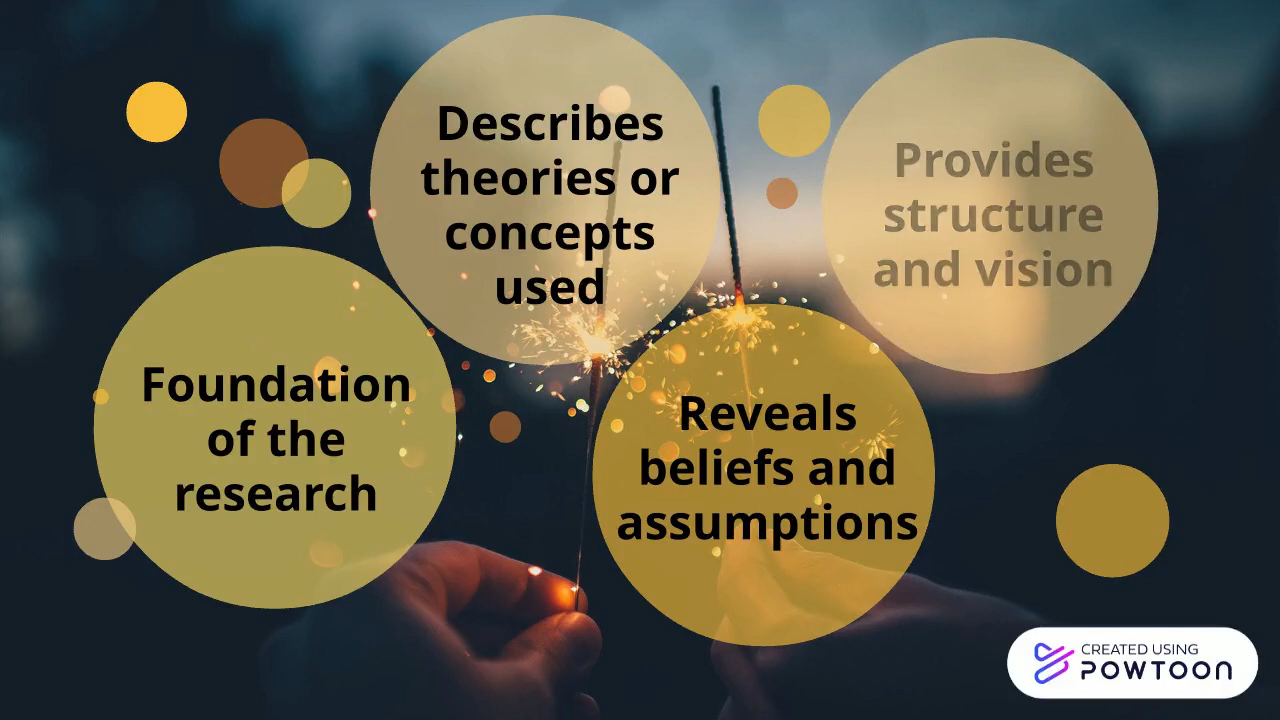 Describes
theories or
concepts
used
Provides
structure
and vision
Foundation
of the
research
Reveals
beliefs and
assumptions
CREATED USING
POWTOON